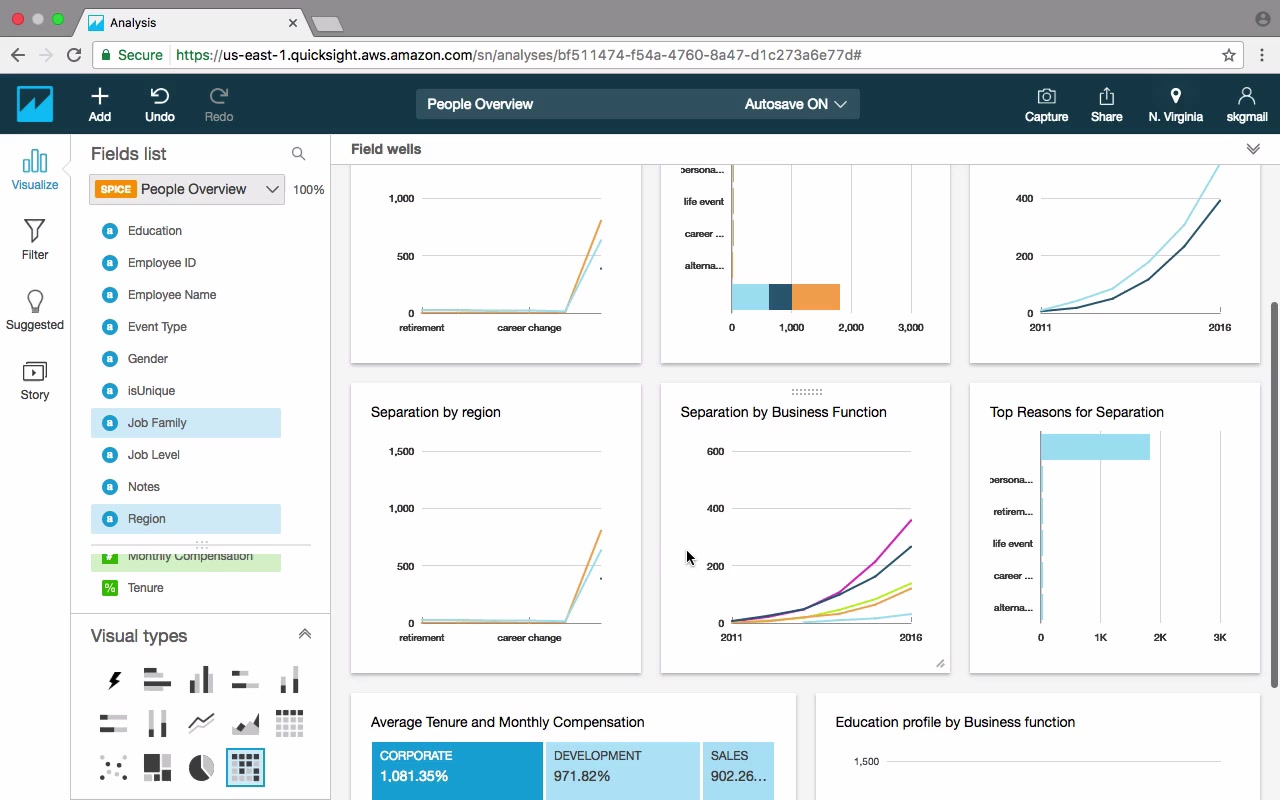 Analysis
Secure https://us-east-1.quicksight.aws.amazon.com/sn/analyses/bf511474-f54a-4760-8a47-d1c273a6e77d#
Add
Undo
Redo
People Overview
Autosave ON
Capture
Share
N. Virginia
skgmail
Visualize
Filter
Suggested
Story
Fields list
SPICE People Overview 100%
a Education
a Employee ID
a Employee Name
a Event Type
a Gender
a isUnique
a Job Family
a Job Level
a Notes
a Region
# Monthly Compensation
% Tenure
Visual types
Field wells
1,000
500
0
retirement career change
persona...
life event
career ...
alterna...
0 1,000 2,000 3,000
400
200
0
2011 2016
Separation by region
1,500
1,000
500
0
retirement career change
Separation by Business Function
600
400
200
0
2011 2016
Top Reasons for Separation
persona...
retirem...
life event
career ...
alterna...
0 1K 2K 3K
Average Tenure and Monthly Compensation
CORPORATE
1,081.35%
DEVELOPMENT
971.82%
SALES
902.26...
Education profile by Business function
1,500